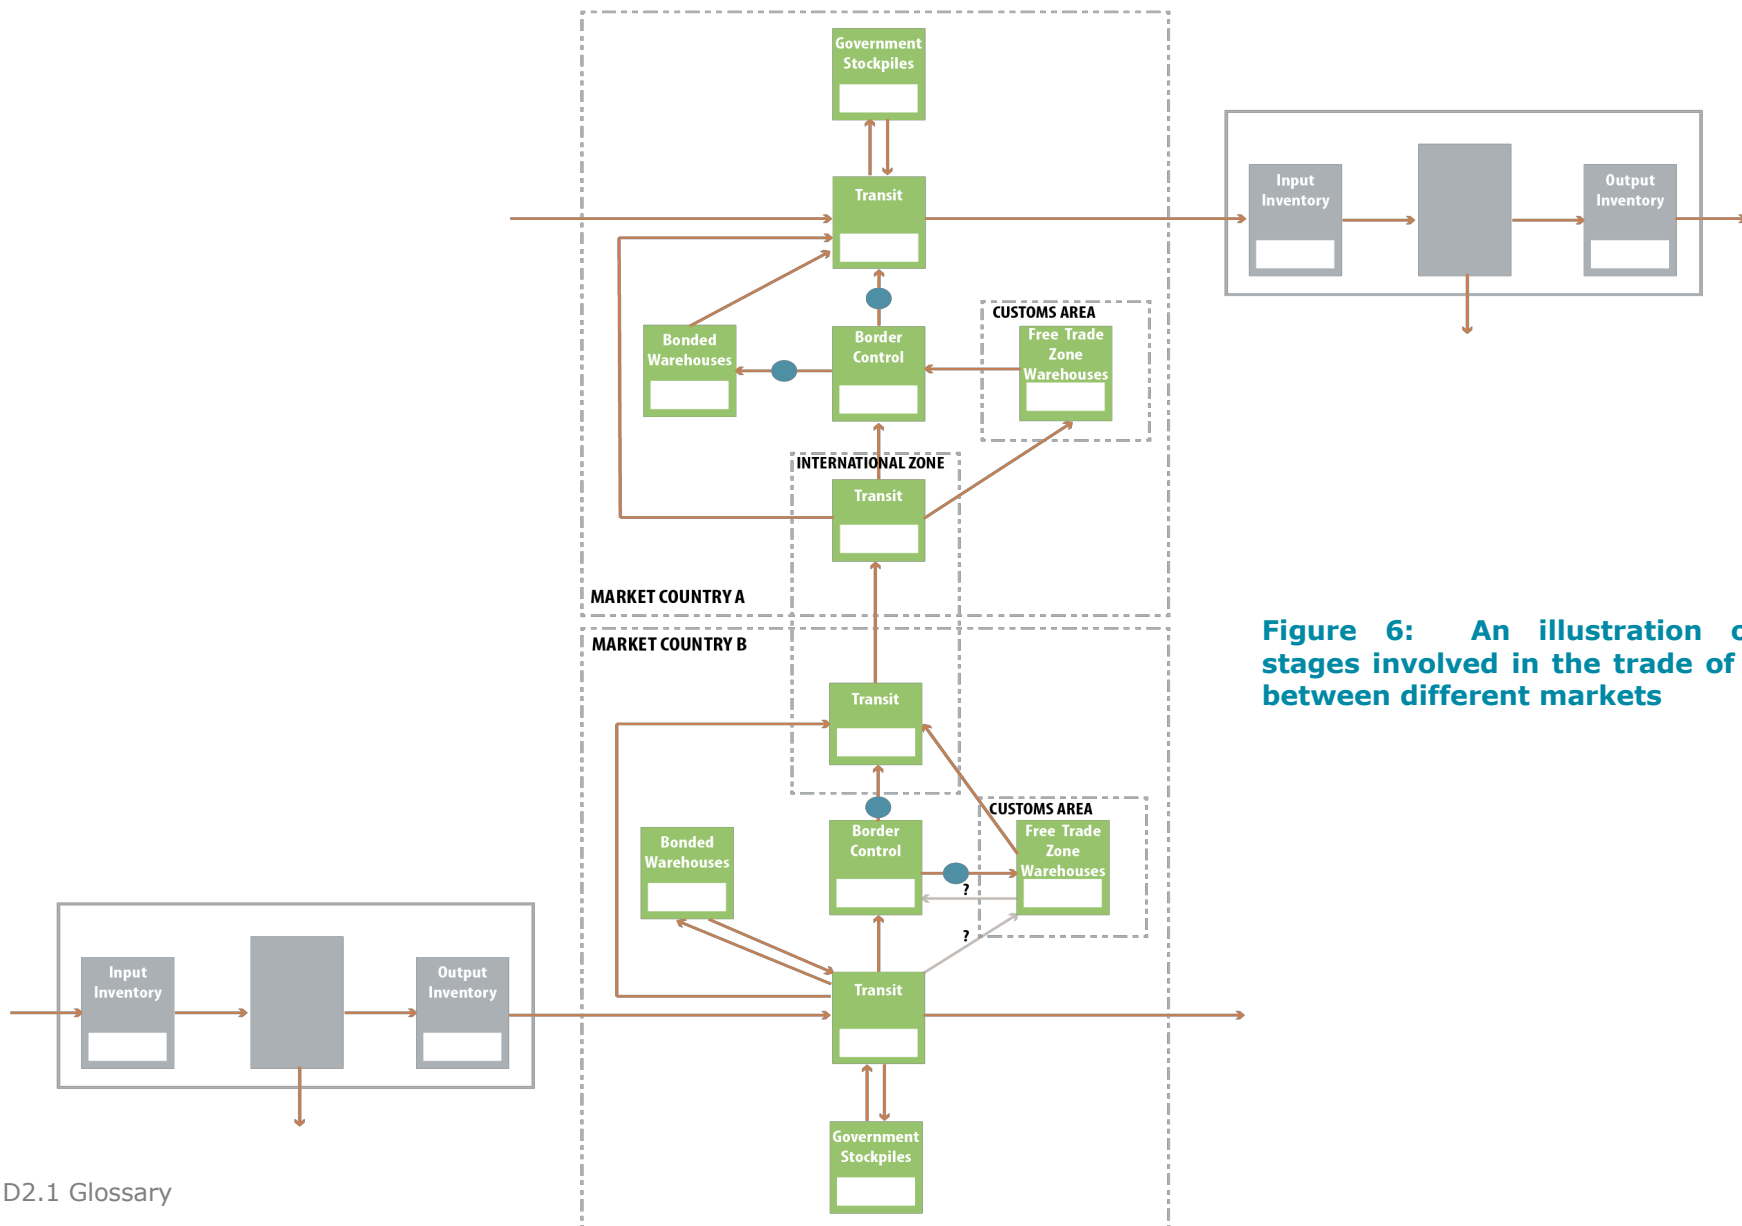 Government
Stockpiles
Transit
Input
Inventory
Output
Inventory
CUSTOMS AREA
Bonded
Warehouses
Border
Control
Free Trade
Zone
Warehouses
INTERNATIONAL ZONE
Transit
MARKET COUNTRY A
MARKET COUNTRY B
Figure 6: An illustration
stages involved in the trade of
between different markets
Transit
CUSTOMS AREA
Bonded
Warehouses
Border
Control
Free Trade
Zone
Warehouses
?
?
Input
Inventory
Output
Inventory
Transit
Government
Stockpiles
D2.1 Glossary